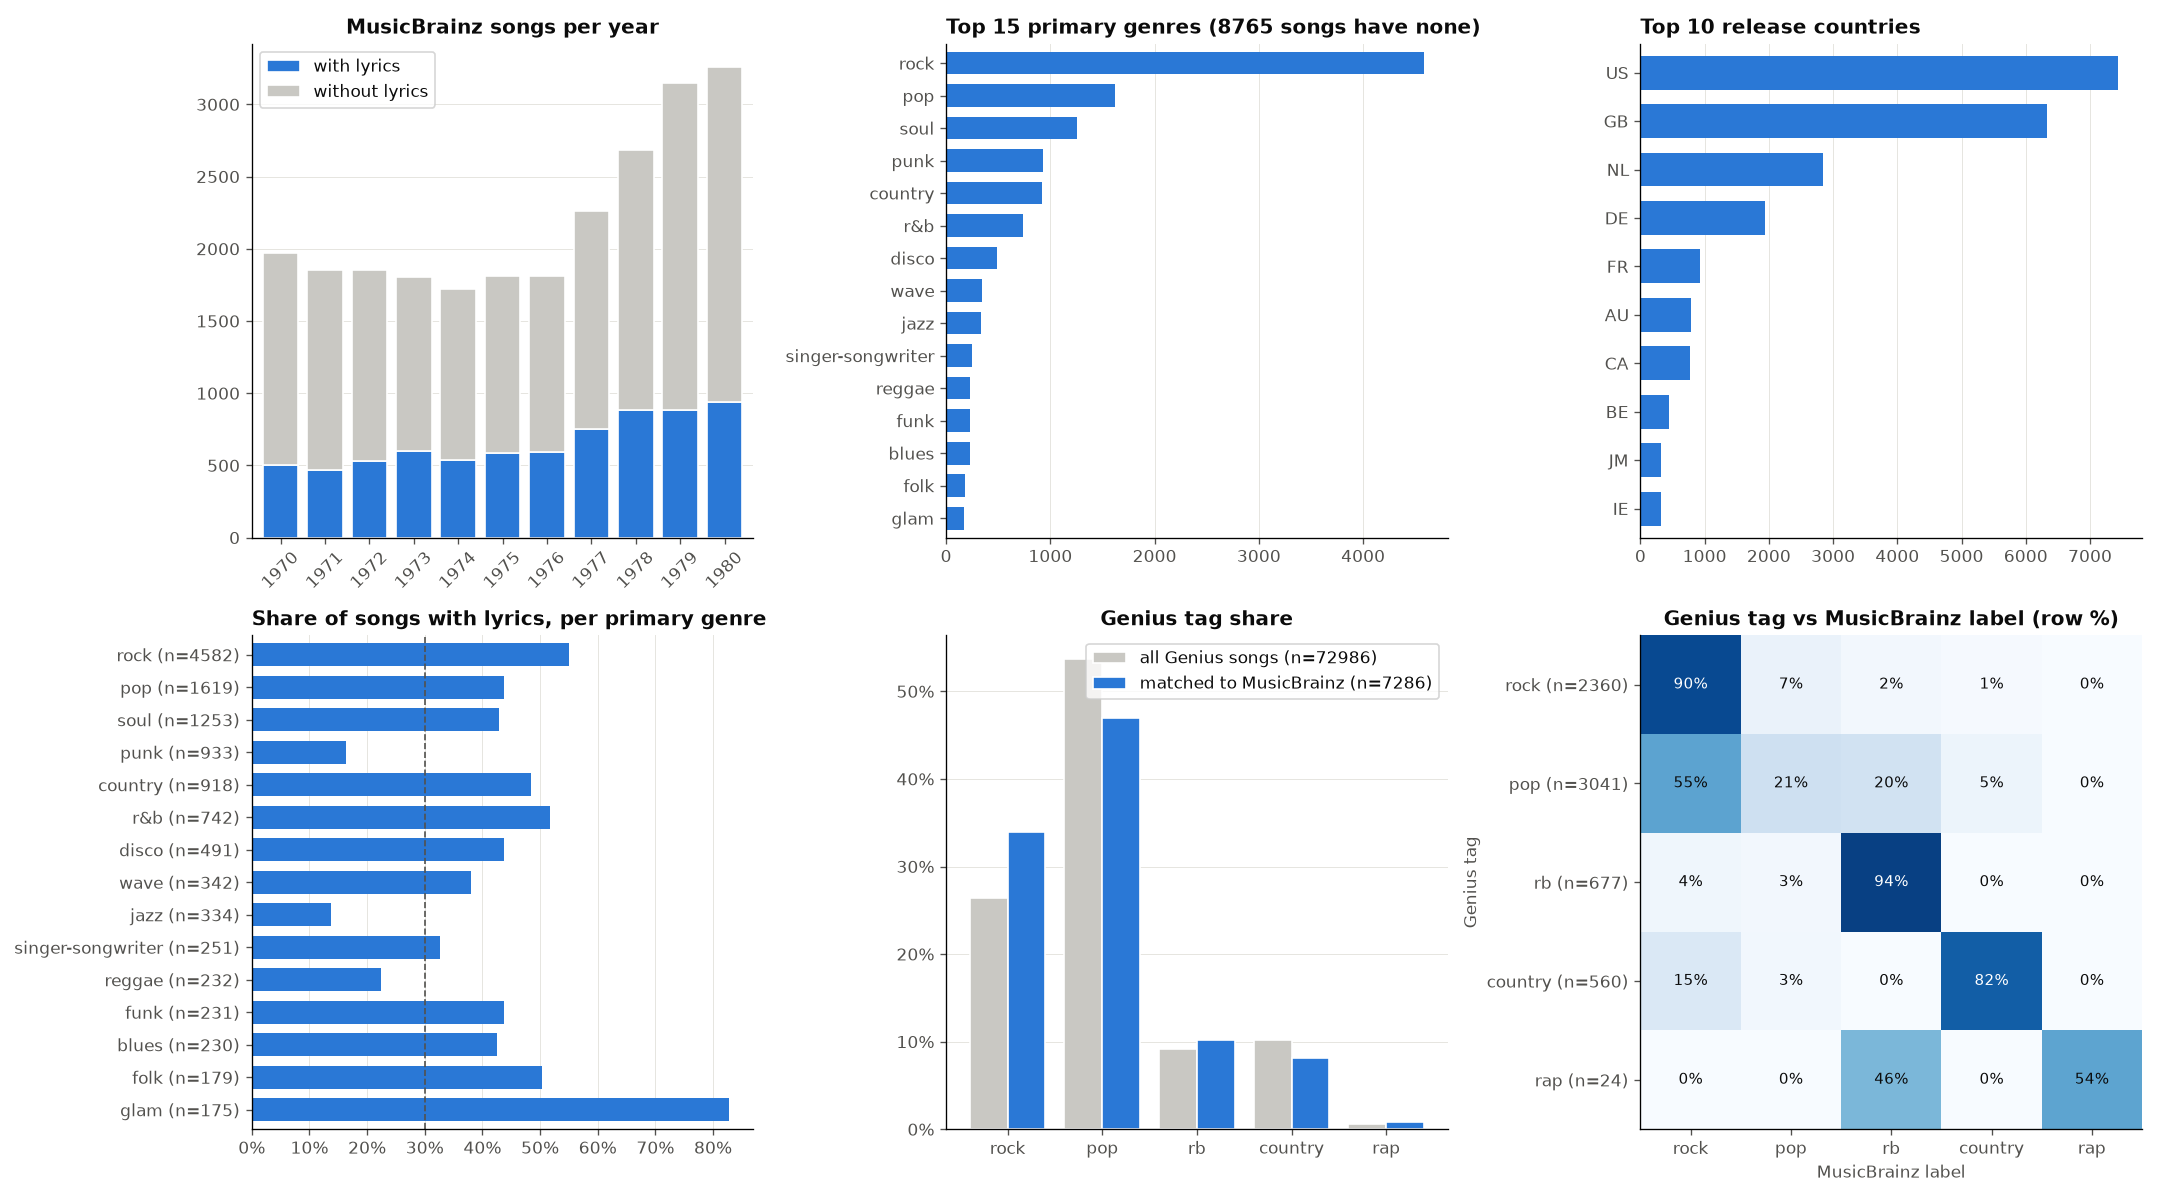 MusicBrainz songs per year
with lyrics
without lyrics
3000
2500
2000
1500
1000
500
0
1970 1971 1972 1973 1974 1975 1976 1977 1978 1979 1980
Top 15 primary genres (8765 songs have none)
rock
pop
soul
punk
country
r&b
disco
wave
jazz
singer-songwriter
reggae
funk
blues
folk
glam
0 1000 2000 3000 4000
Top 10 release countries
US
GB
NL
DE
FR
AU
CA
BE
JM
IE
0 1000 2000 3000 4000 5000 6000 7000
Share of songs with lyrics, per primary genre
rock (n=4582)
pop (n=1619)
soul (n=1253)
punk (n=933)
country (n=918)
r&b (n=742)
disco (n=491)
wave (n=342)
jazz (n=334)
singer-songwriter (n=251)
reggae (n=232)
funk (n=231)
blues (n=230)
folk (n=179)
glam (n=175)
0% 10% 20% 30% 40% 50% 60% 70% 80%
Genius tag share
all Genius songs (n=72986)
matched to MusicBrainz (n=7286)
50%
40%
30%
20%
10%
0%
rock pop rb country rap
Genius tag vs MusicBrainz label (row %)
Genius tag
rock (n=2360) 90% 7% 2% 1% 0%
pop (n=3041) 55% 21% 20% 5% 0%
rb (n=677) 4% 3% 94% 0% 0%
country (n=560) 15% 3% 0% 82% 0%
rap (n=24) 0% 0% 46% 0% 54%
rock pop rb country rap
MusicBrainz label